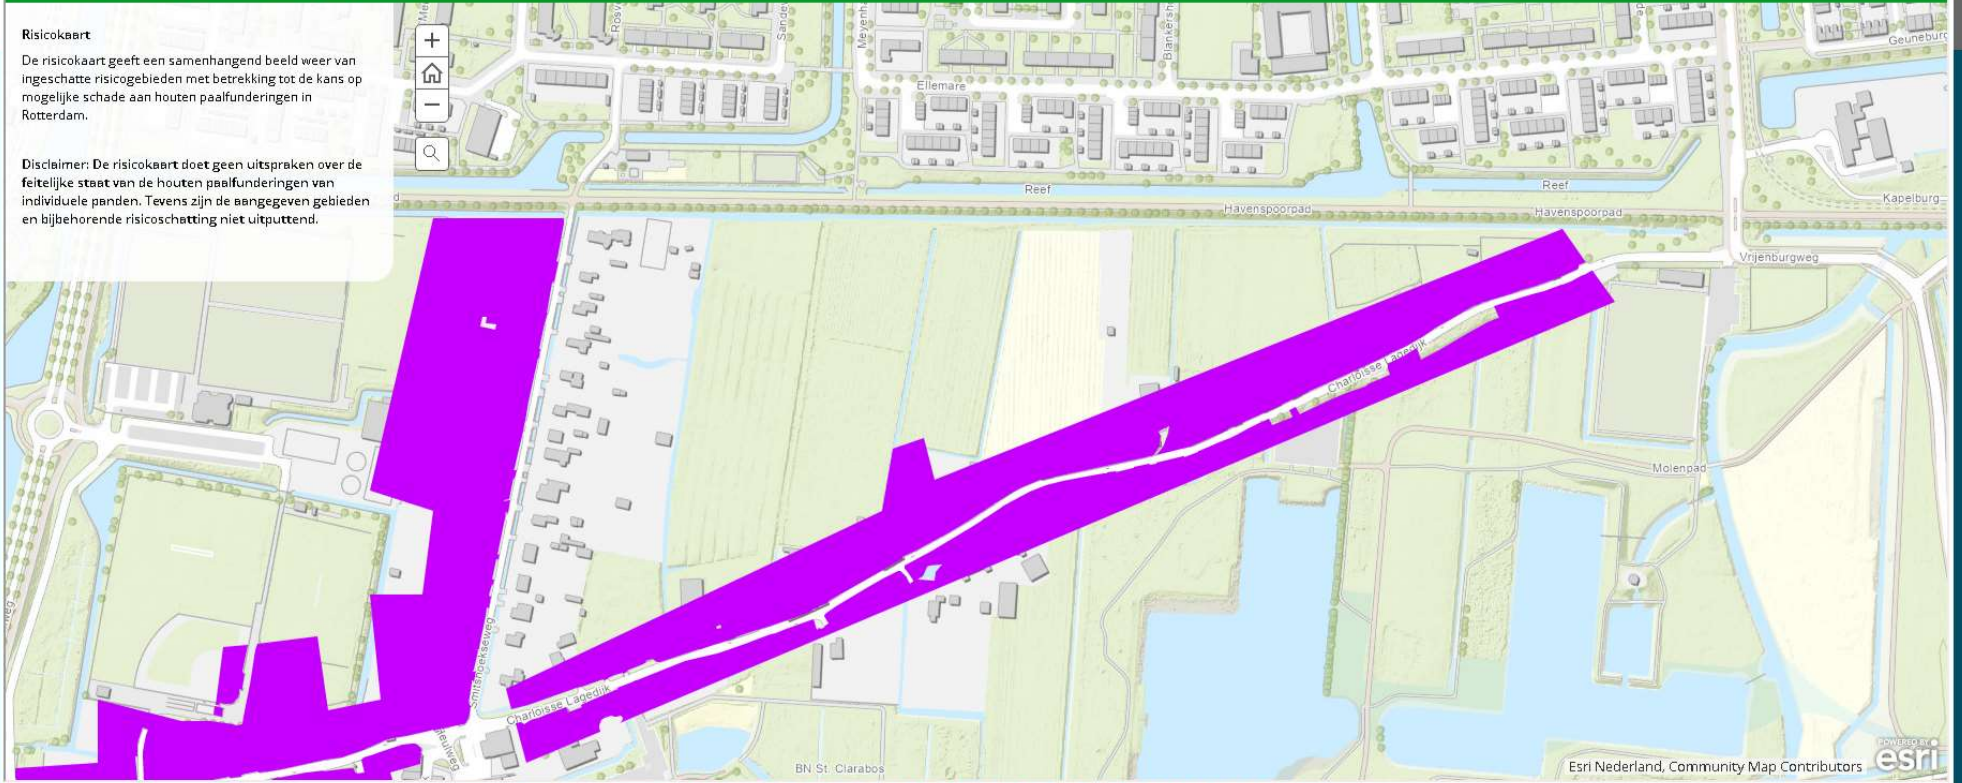 Risicokaart
De risicokaart geeft een samenhangend beeld weer van
ingeschatte risicogebieden met betrekking tot de kans op
mogelijke schade aan houten paalfunderingen in
Rotterdam.
Disclaimer: De risicokaart doet geen uitspraken over de
feitelijke staat van de houten paalfunderingen van
individuele panden. Tevens zijn de aangegeven gebieden
en bijbehorende risicoschatting niet uitputtend.
Ellemare
Reef
Reef
Havenspoorpad
Havenspoorpad
Kapelburg
Vrijenburgweg
Charloisse Lagedijk
Molenpad
Smitshoekseweg
Charloisse Lagedijk
BN St. Clarabos
Esri Nederland, Community Map Contributors
POWERED BY
esri